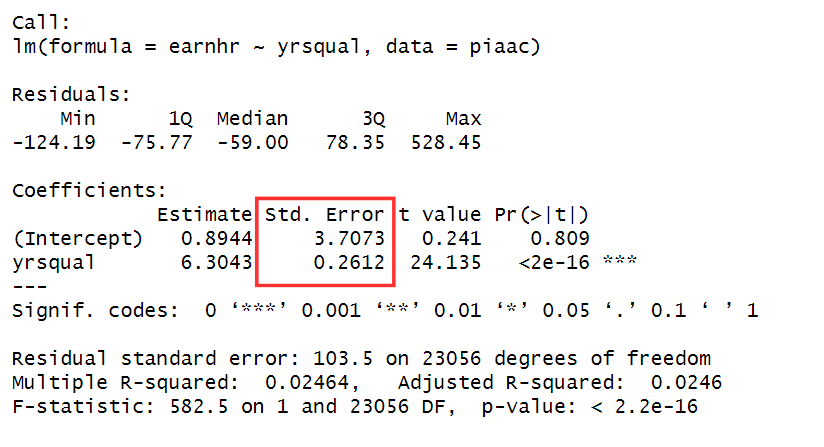 Call:
lm(formula = earnhr ~ yrsqual, data = piaac)
Residuals:
Min 1Q Median 3Q Max
-124.19 -75.77 -59.00 78.35 528.45
Coefficients:
Estimate Std. Error t value Pr(>|t|)
(Intercept) 0.8944 3.7073 0.241 0.809
yrsqual 6.3043 0.2612 24.135 <2e-16 ***
---
Signif. codes: 0 ‘***’ 0.001 ‘**’ 0.01 ‘*’ 0.05 ‘.’ 0.1 ‘ ’ 1
Residual standard error: 103.5 on 23056 degrees of freedom
Multiple R-squared: 0.02464, Adjusted R-squared: 0.0246
F-statistic: 582.5 on 1 and 23056 DF, p-value: < 2.2e-16